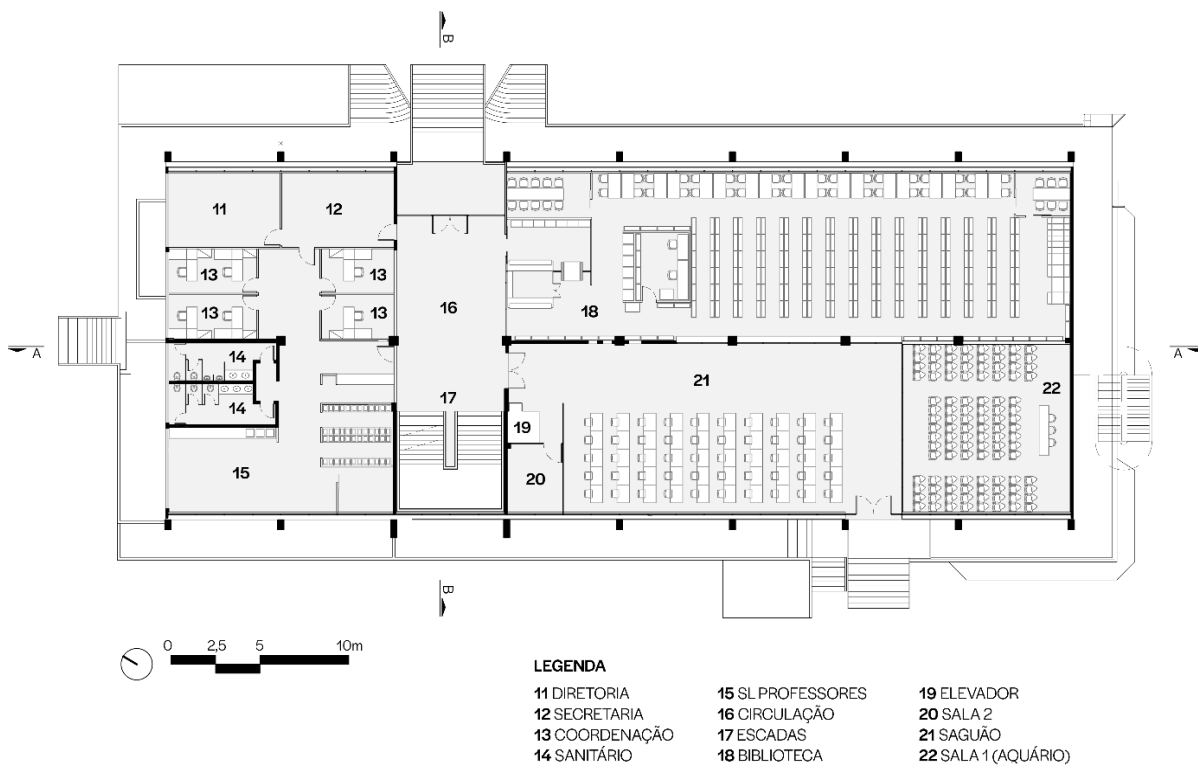 B
11
12
13
13
13
13
16
18
A
A
14
14
21
22
17
19
15
20
B
0 2,5 5 10m
LEGENDA
11 DIRETORIA
12 SECRETARIA
13 COORDENAÇÃO
14 SANITÁRIO
15 SL PROFESSORES
16 CIRCULAÇÃO
17 ESCADAS
18 BIBLIOTECA
19 ELEVADOR
20 SALA 2
21 SAGUÃO
22 SALA 1 (AQUÁRIO)